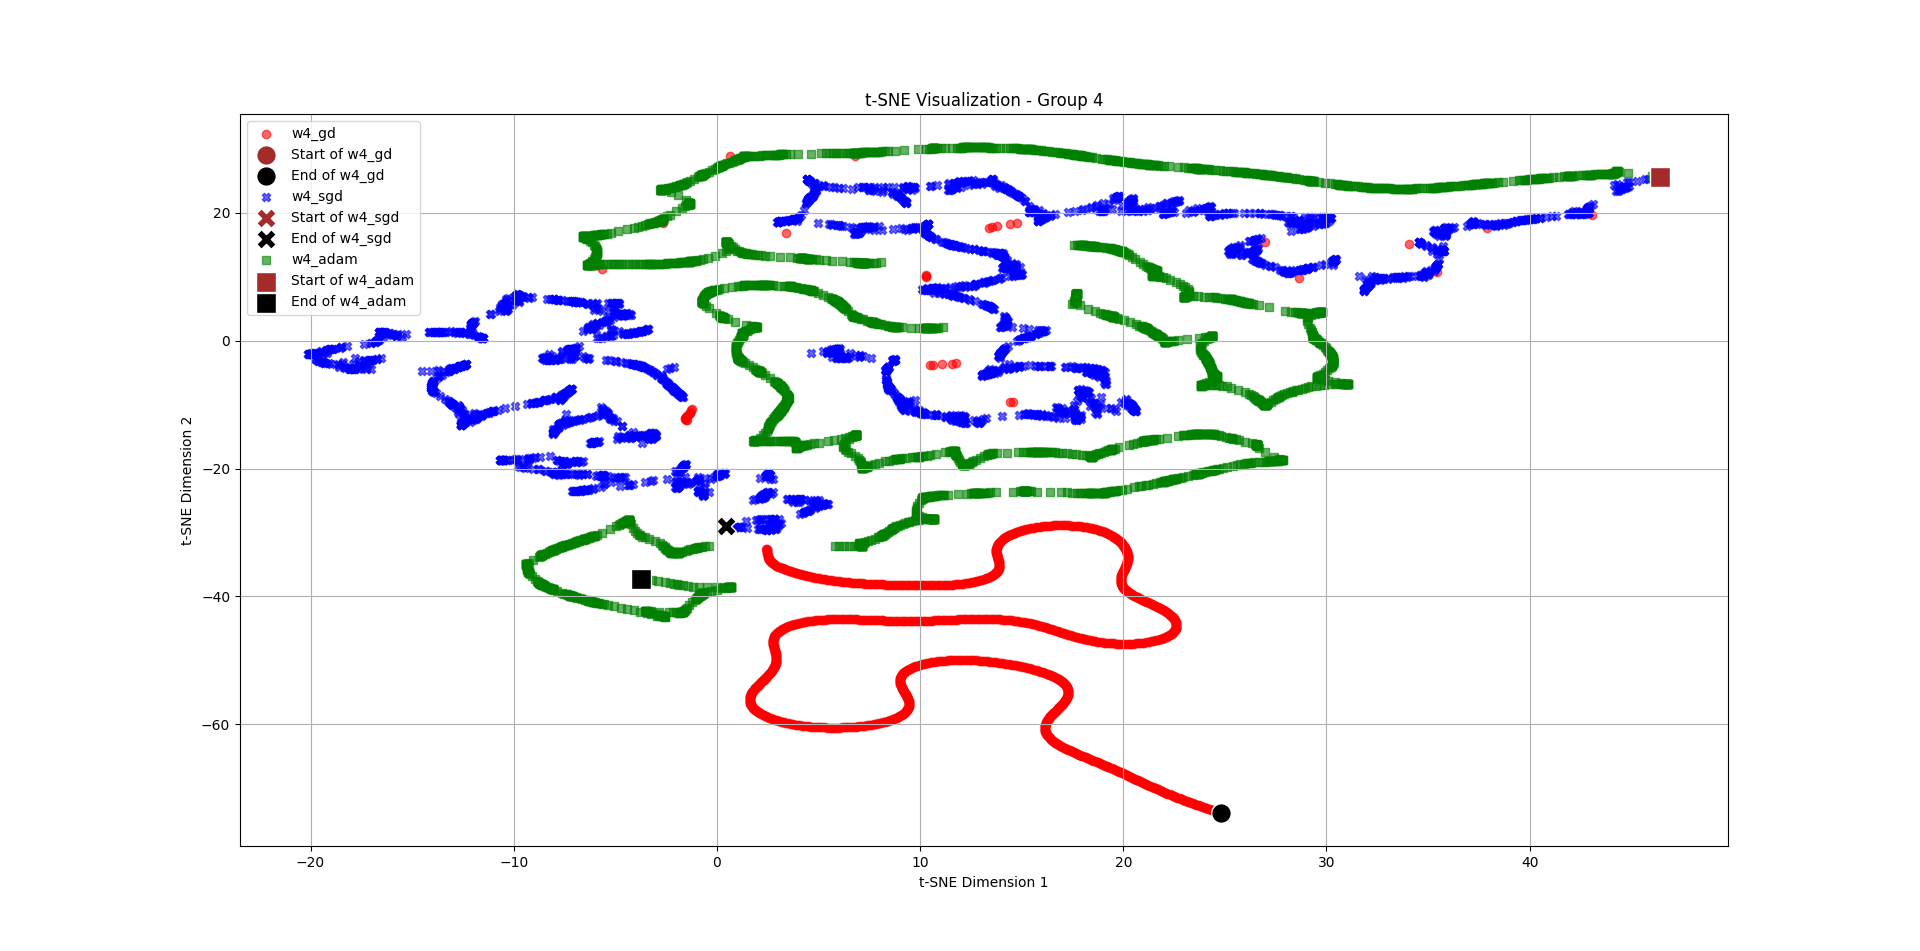 t-SNE Visualization - Group 4
w4_gd
Start of w4_gd
End of w4_gd
w4_sgd
Start of w4_sgd
End of w4_sgd
w4_adam
Start of w4_adam
End of w4_adam
20
0
−20
−40
−60
t-SNE Dimension 2
−20
−10
0
10
20
30
40
t-SNE Dimension 1